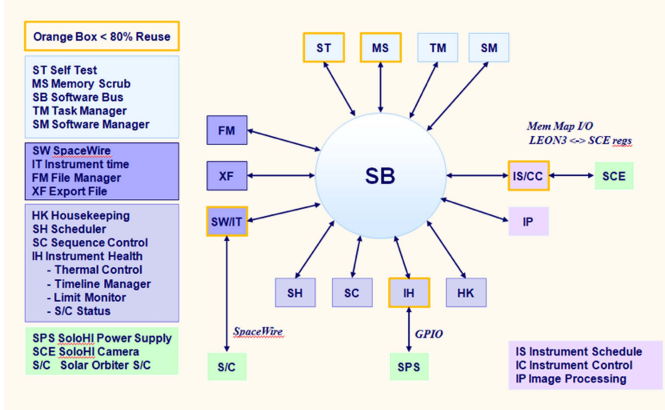 Orange Box < 80% Reuse
ST Self Test
MS Memory Scrub
SB Software Bus
TM Task Manager
SM Software Manager
SW SpaceWire
IT Instrument time
FM File Manager
XF Export File
HK Housekeeping
SH Scheduler
SC Sequence Control
IH Instrument Health
- Thermal Control
- Timeline Manager
- Limit Monitor
- S/C Status
SPS SoloHI Power Supply
SCE SoloHI Camera
S/C Solar Orbiter S/C
ST
MS
TM
SM
FM
XF
SW/IT
SB
Mem Map I/O
LEON3 <-> SCE regs
IS/CC
SCE
IP
SH
SC
IH
HK
SpaceWire
GPIO
S/C
SPS
IS Instrument Schedule
IC Instrument Control
IP Image Processing